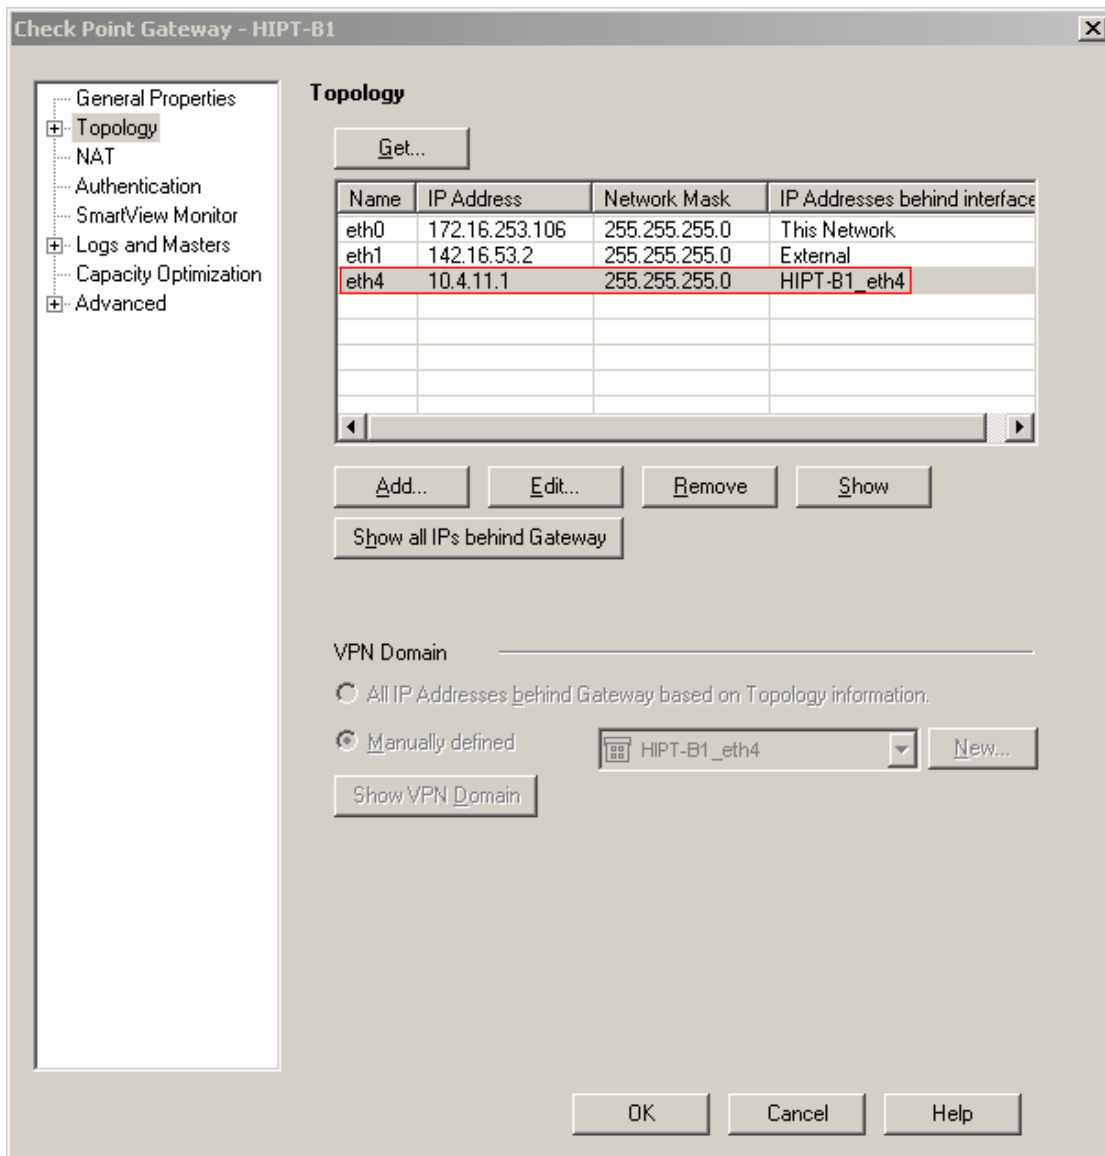 Check Point Gateway - HIPT-B1
General Properties
Topology
NAT
Authentication
SmartView Monitor
Logs and Masters
Capacity Optimization
Advanced
Topology
Get...
Name IP Address Network Mask IP Addresses behind interface
eth0 172.16.253.106 255.255.255.0 This Network
eth1 142.16.53.2 255.255.255.0 External
eth4 10.4.11.1 255.255.255.0 HIPT-B1_eth4
Add... Edit... Remove Show
Show all IPs behind Gateway
VPN Domain
All IP Addresses behind Gateway based on Topology information.
Manually defined HIPT-B1_eth4 New...
Show VPN Domain
OK Cancel Help